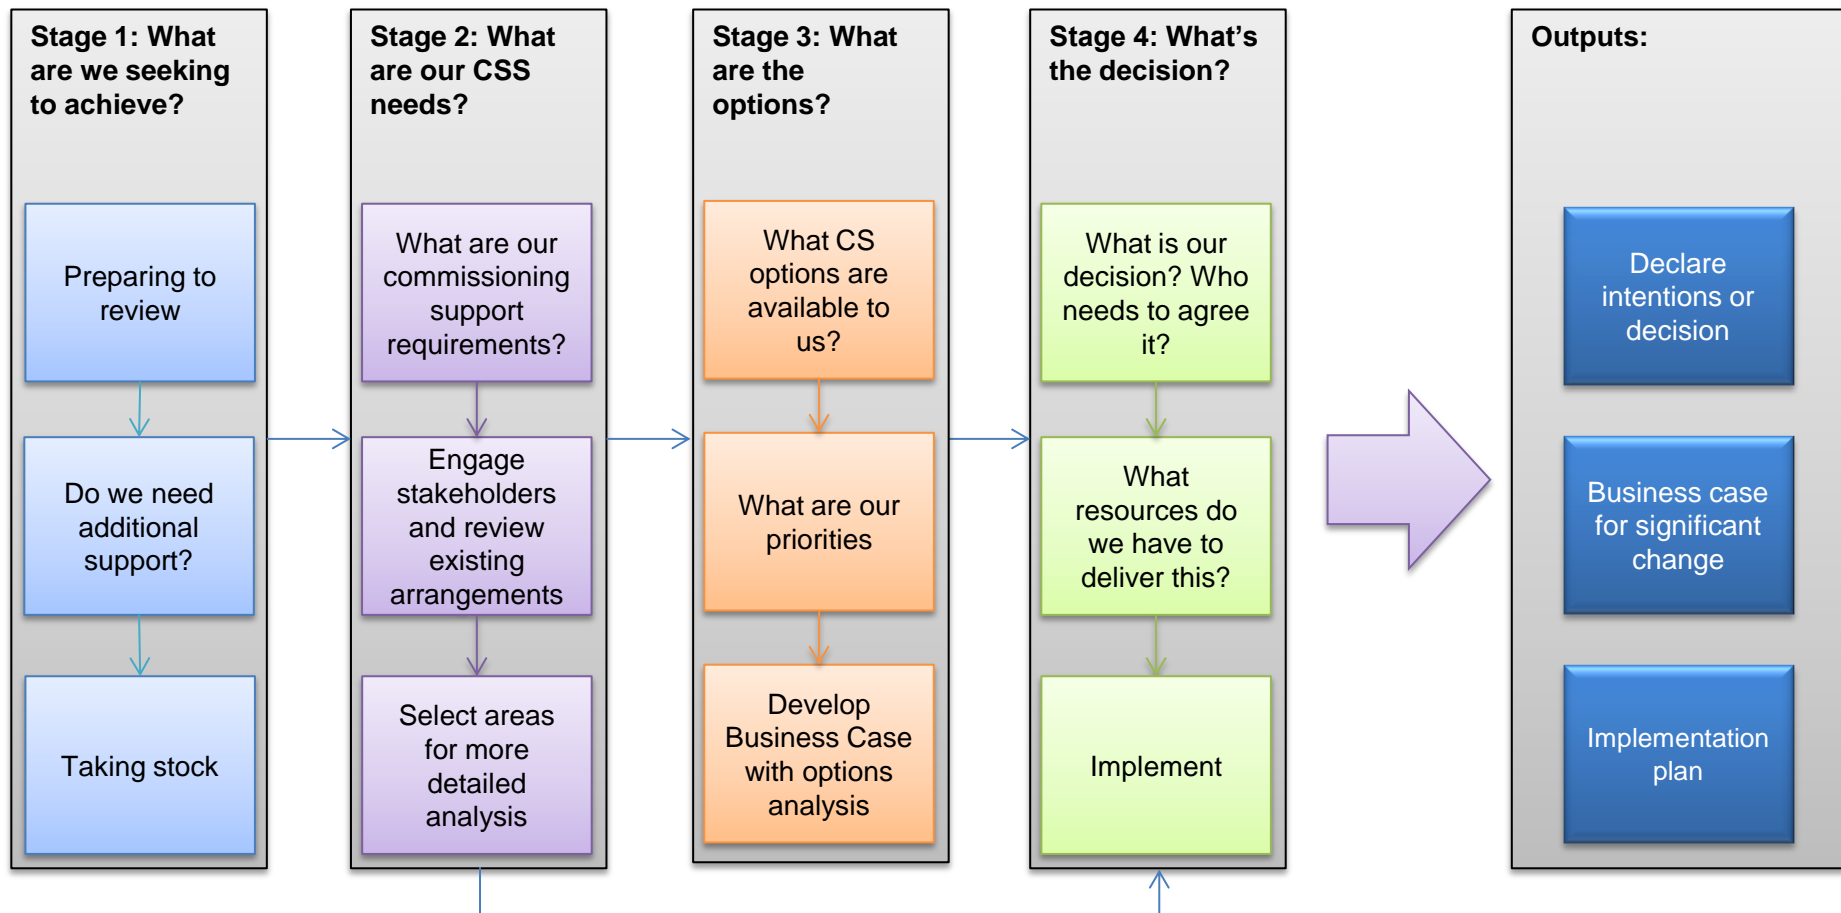 Stage 1: What
are we seeking
to achieve?
Preparing to
review
Do we need
additional
support?
Taking stock
Stage 2: What
are our CSS
needs?
What are our
commissioning
support
requirements?
Engage
stakeholders
and review
existing
arrangements
Select areas
for more
detailed
analysis
Stage 3: What
are the
options?
What CS
options are
available to
us?
What are our
priorities
Develop
Business Case
with options
analysis
Stage 4: What’s
the decision?
What is our
decision? Who
needs to agree
it?
What
resources do
we have to
deliver this?
Implement
Outputs:
Declare
intentions or
decision
Business case
for significant
change
Implementation
plan